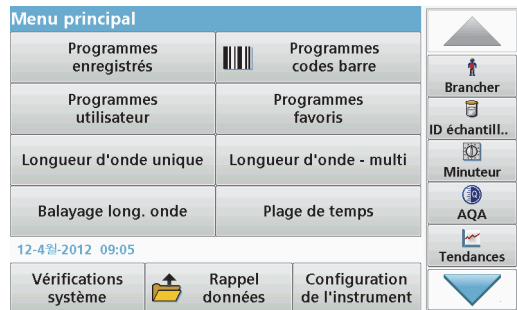 Menu principal
Programmes
enregistrés
Programmes
codes barre
Programmes
utilisateur
Programmes
favoris
Longueur d'onde unique
Longueur d'onde - multi
Balayage long. onde
Plage de temps
12-4월-2012 09:05
Vérifications
système
Rappel
données
Configuration
de l'instrument
Brancher
ID échantill..
Minuteur
AQA
Tendances